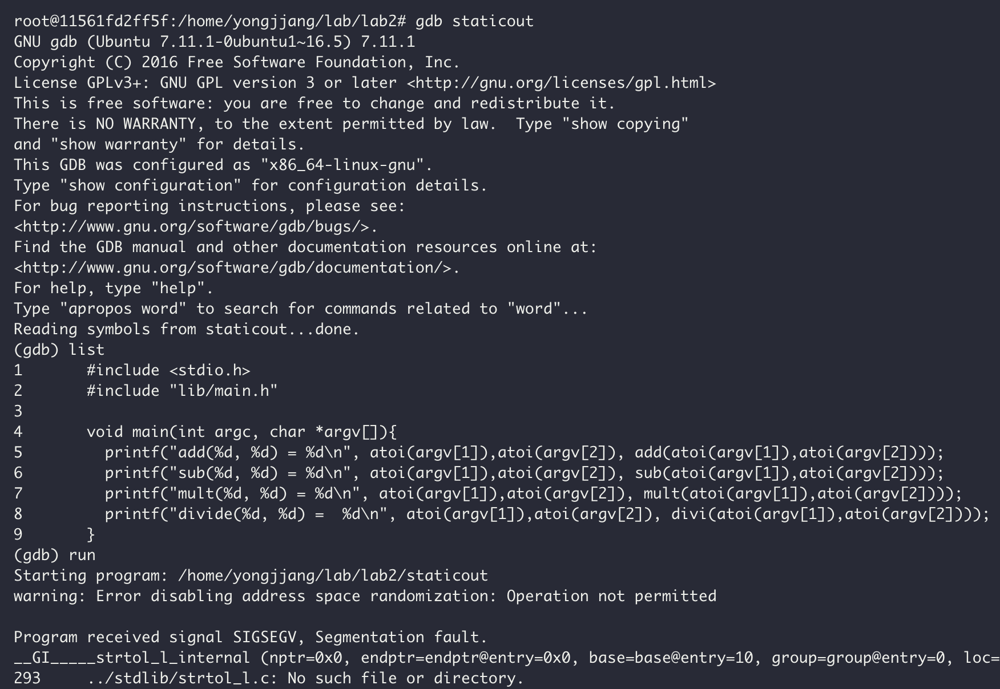 root@11561fd2ff5f:/home/yongjjang/lab/lab2# gdb staticout
GNU gdb (Ubuntu 7.11.1-0ubuntu1~16.5) 7.11.1
Copyright (C) 2016 Free Software Foundation, Inc.
License GPLv3+: GNU GPL version 3 or later <http://gnu.org/licenses/gpl.html>
This is free software: you are free to change and redistribute it.
There is NO WARRANTY, to the extent permitted by law.  Type "show copying"
and "show warranty" for details.
This GDB was configured as "x86_64-linux-gnu".
Type "show configuration" for configuration details.
For bug reporting instructions, please see:
<http://www.gnu.org/software/gdb/bugs/>.
Find the GDB manual and other documentation resources online at:
<http://www.gnu.org/software/gdb/documentation/>.
For help, type "help".
Type "apropos word" to search for commands related to "word"...
Reading symbols from staticout...done.
(gdb) list
1       #include <stdio.h>
2       #include "lib/main.h"
3
4       void main(int argc, char *argv[]){
5         printf("add(%d, %d) = %d\n", atoi(argv[1]),atoi(argv[2]), add(atoi(argv[1]),atoi(argv[2])));
6         printf("sub(%d, %d) = %d\n", atoi(argv[1]),atoi(argv[2]), sub(atoi(argv[1]),atoi(argv[2])));
7         printf("mult(%d, %d) = %d\n", atoi(argv[1]),atoi(argv[2]), mult(atoi(argv[1]),atoi(argv[2])));
8         printf("divide(%d, %d) =  %d\n", atoi(argv[1]),atoi(argv[2]), divi(atoi(argv[1]),atoi(argv[2])));
9       }
(gdb) run
Starting program: /home/yongjjang/lab/lab2/staticout
warning: Error disabling address space randomization: Operation not permitted

Program received signal SIGSEGV, Segmentation fault.
__GI_____strtol_l_internal (nptr=0x0, endptr=endptr@entry=0x0, base=base@entry=10, group=group@entry=0, loc=
293     ../stdlib/strtol_l.c: No such file or directory.